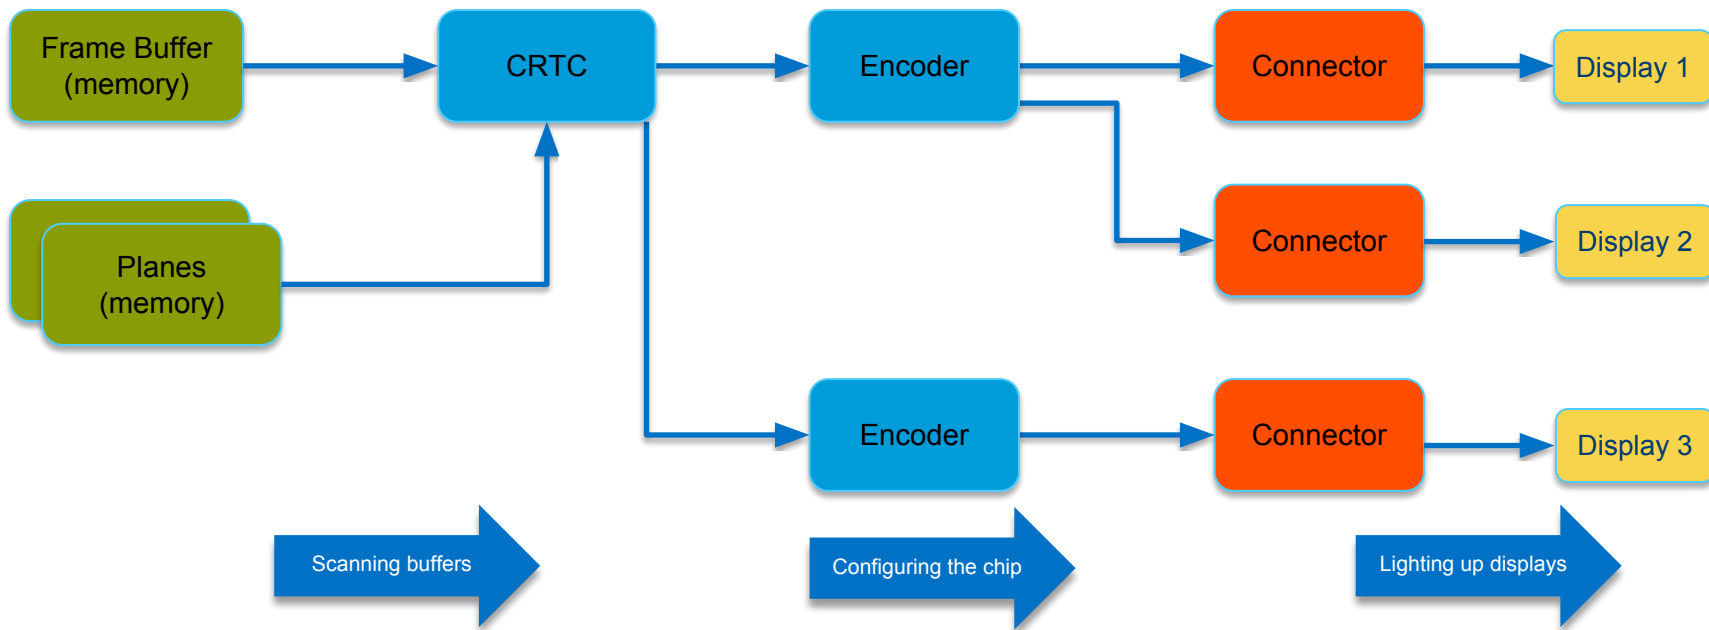 Frame Buffer
(memory)
CRTC
Encoder
Connector
Display 1
Planes
(memory)
Connector
Display 2
Encoder
Connector
Display 3
Scanning buffers
Configuring the chip
Lighting up displays